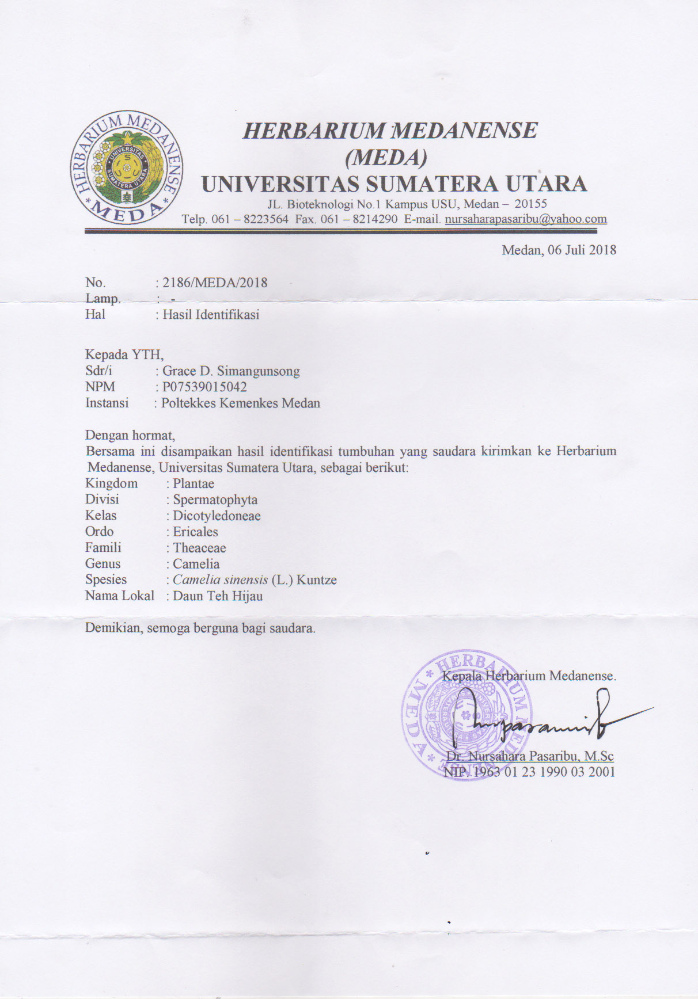 HERBARIUM MEDANENSE
* MEDA *
UNIVERSITAS
SUMATERA UTARA
HERBARIUM MEDANENSE
(MEDA)
UNIVERSITAS SUMATERA UTARA
JL. Bioteknologi No.1 Kampus USU, Medan – 20155
Telp. 061 – 8223564 Fax. 061 – 8214290 E-mail. nursaharapasaribu@yahoo.com
Medan, 06 Juli 2018
No. : 2186/MEDA/2018
Lamp. : -
Hal : Hasil Identifikasi
Kepada YTH,
Sdr/i : Grace D. Simangunsong
NPM : P07539015042
Instansi : Poltekkes Kemenkes Medan
Dengan hormat,
Bersama ini disampaikan hasil identifikasi tumbuhan yang saudara kirimkan ke Herbarium
Medanense, Universitas Sumatera Utara, sebagai berikut:
Kingdom : Plantae
Divisi : Spermatophyta
Kelas : Dicotyledoneae
Ordo : Ericales
Famili : Theaceae
Genus : Camelia
Spesies : Camelia sinensis (L.) Kuntze
Nama Lokal : Daun Teh Hijau
Demikian, semoga berguna bagi saudara.
Kepala Herbarium Medanense.
HERBARIUM MEDANENSE
* MEDA *
Dr. Nursahara Pasaribu, M.Sc
NIP. 1963 01 23 1990 03 2001